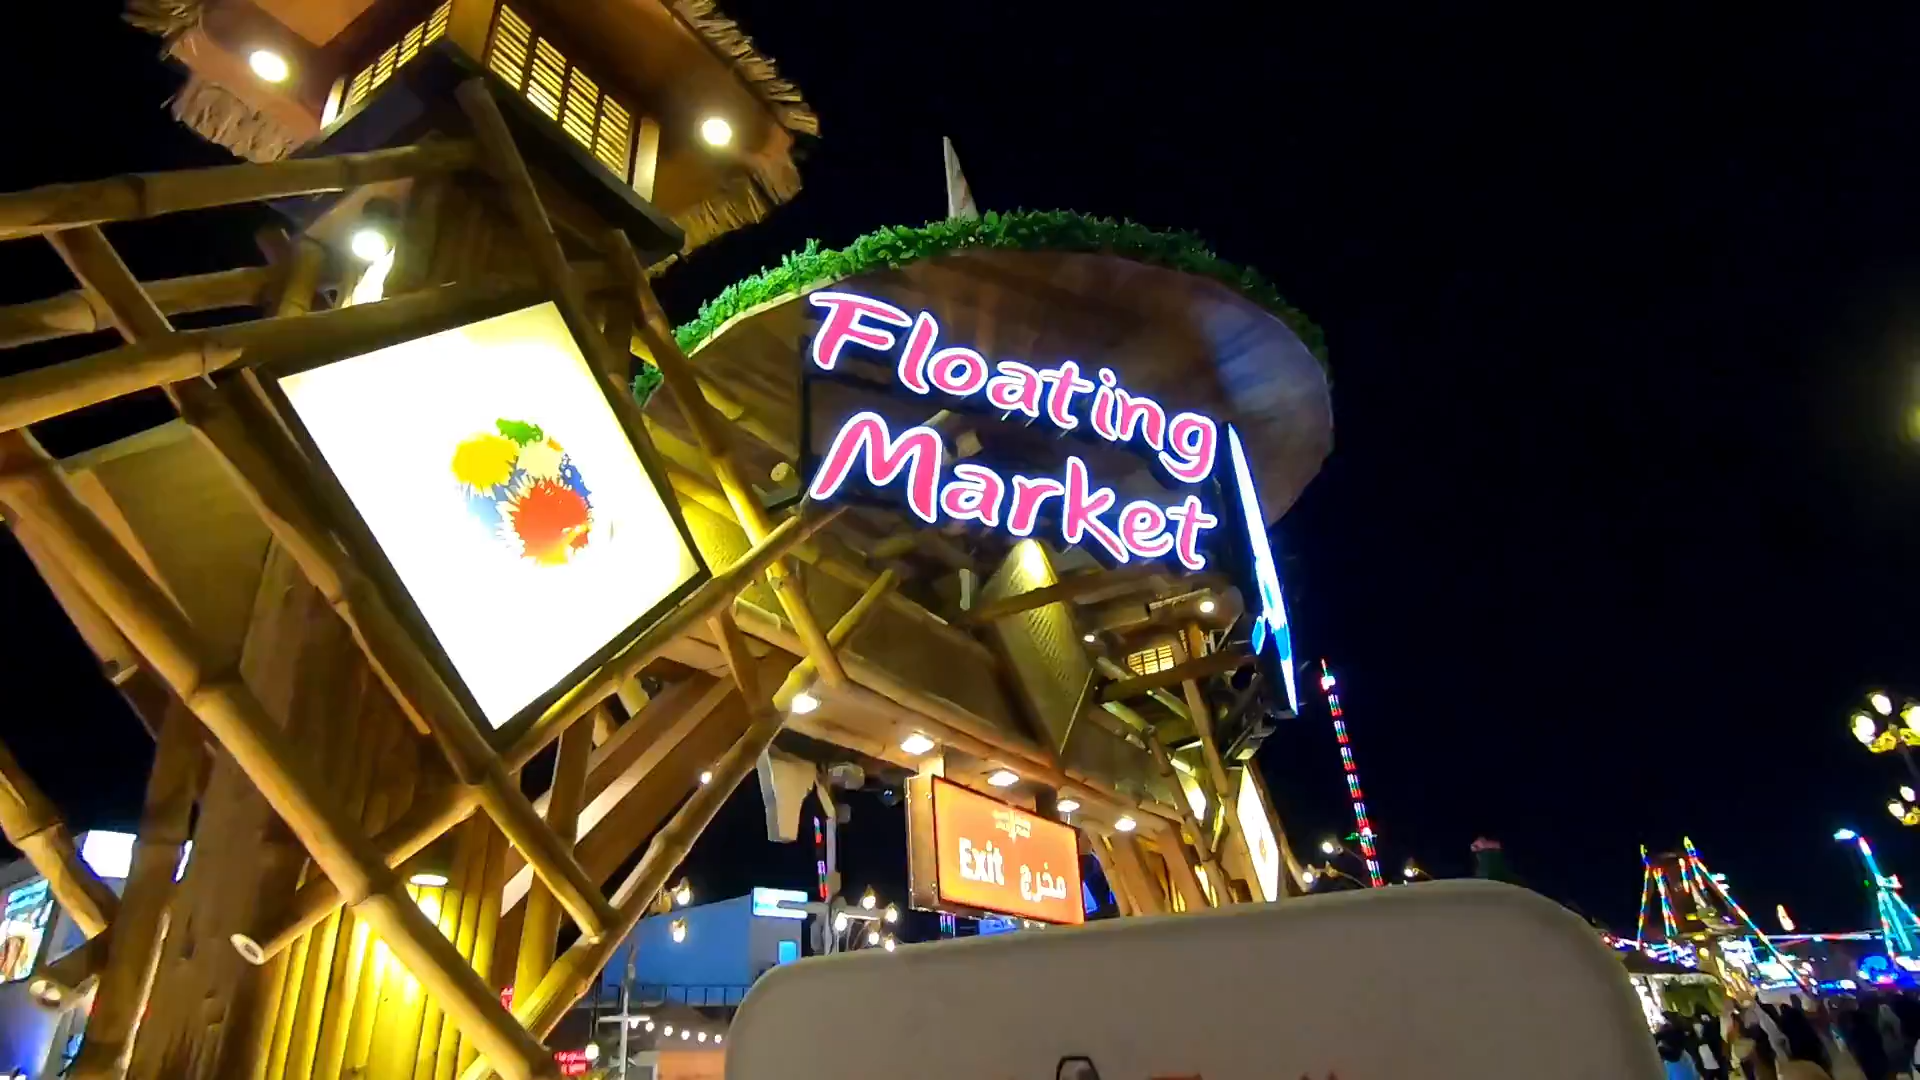 Floating
Market
Exit مخرج